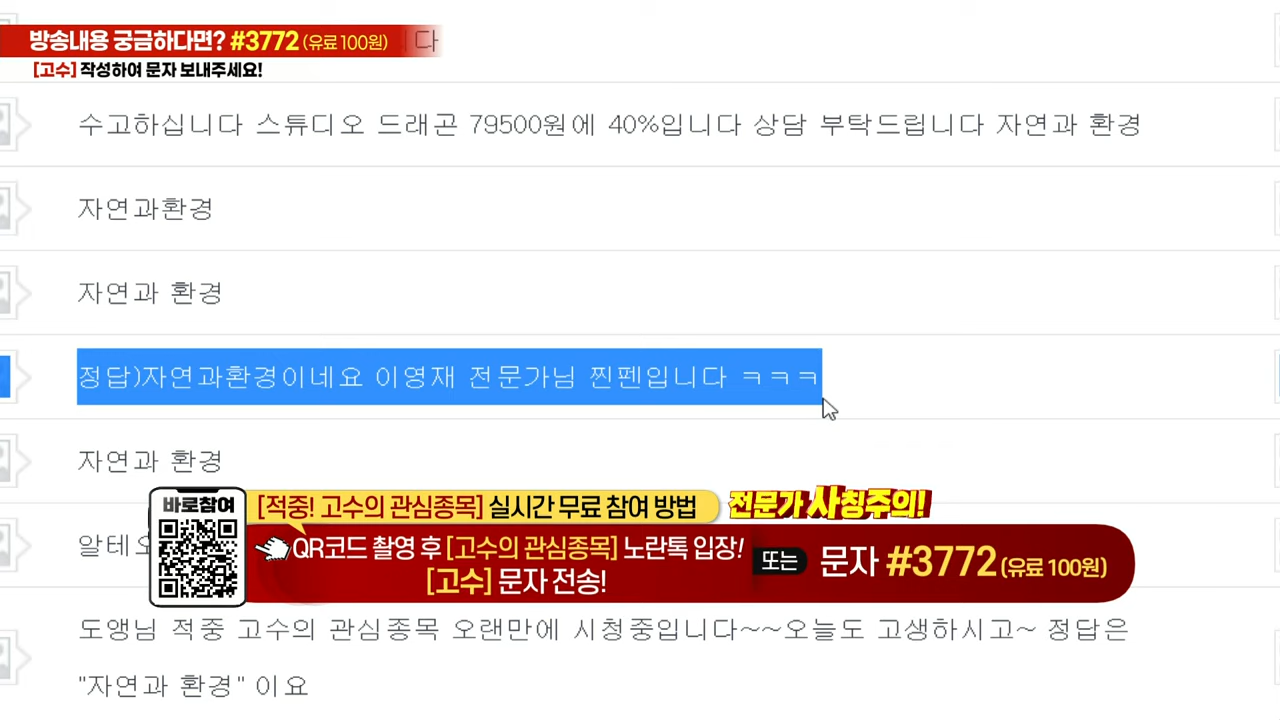 방송내용 궁금하다면? #3772 (유료 100원)
[고수] 작성하여 문자 보내주세요!
수고하십니다 스튜디오 드래곤 79500원에 40%입니다 상담 부탁드립니다 자연과 환경
자연과환경
자연과 환경
정답)자연과환경이네요 이영재 전문가님 찐펜입니다 ㅋㅋㅋ
자연과 환경
바로참여
[적중! 고수의 관심종목] 실시간 무료 참여 방법
전문가 사칭주의!
알테오
QR코드 촬영 후 [고수의 관심종목] 노란톡 입장!
[고수] 문자 전송!
또는
문자 #3772 (유료 100원)
도앵님 적중 고수의 관심종목 오랜만에 시청중입니다~~오늘도 고생하시고~ 정답은
"자연과 환경" 이요